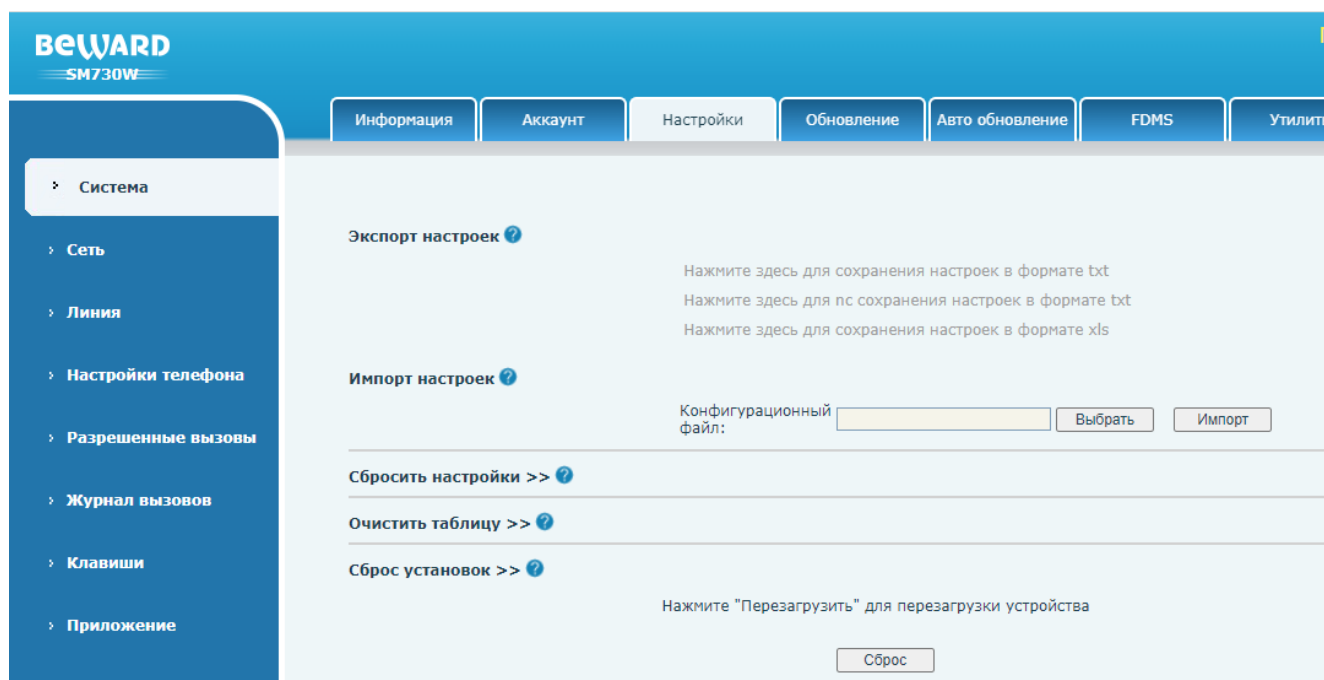 BEWARD
SM730W
Информация
Аккаунт
Настройки
Обновление
Авто обновление
FDMS
Система
Сеть
Линия
Настройки телефона
Разрешенные вызовы
Журнал вызовов
Клавиши
Приложение
Экспорт настроек
Нажмите здесь для сохранения настроек в формате txt
Нажмите здесь для nc сохранения настроек в формате txt
Нажмите здесь для сохранения настроек в формате xls
Импорт настроек
Конфигурационный
файл:
Выбрать
Импорт
Сбросить настройки >>
Очистить таблицу >>
Сброс установок >>
Нажмите "Перезагрузить" для перезагрузки устройства
Сброс